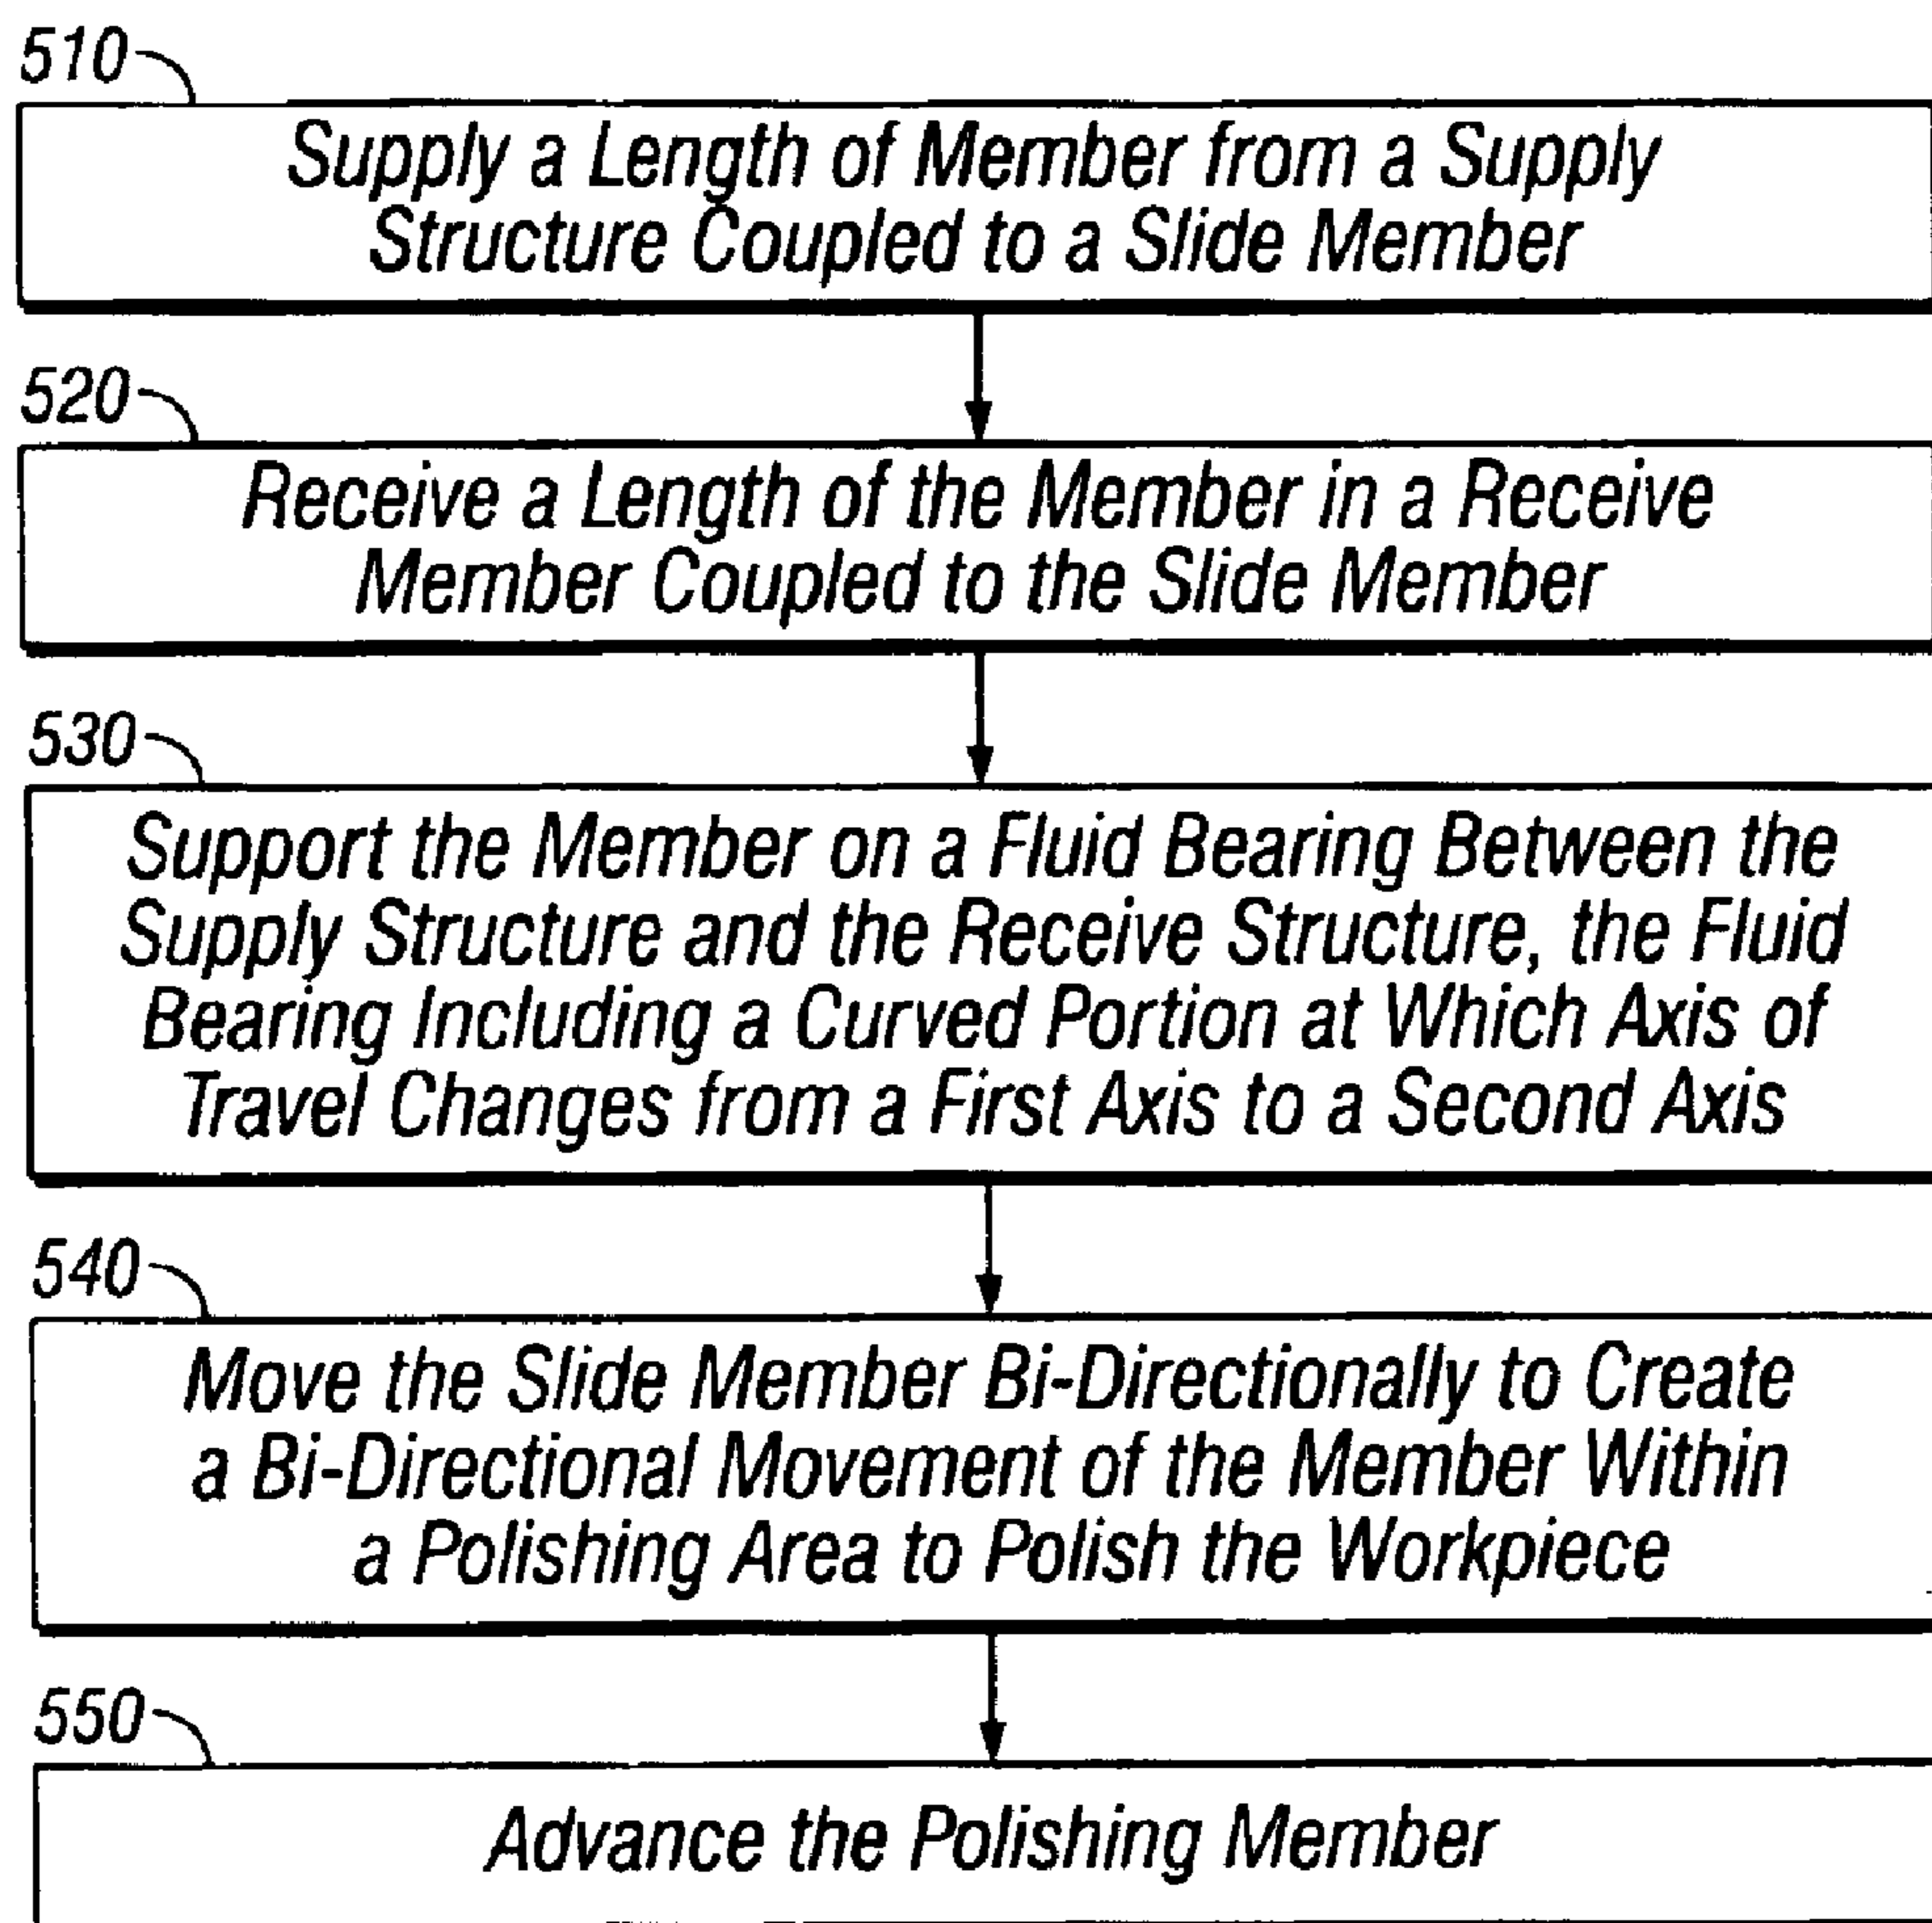 510
Supply a Length of Member from a Supply
Structure Coupled to a Slide Member
520
Receive a Length of the Member in a Receive
Member Coupled to the Slide Member
530
Support the Member on a Fluid Bearing Between the
Supply Structure and the Receive Structure, the Fluid
Bearing Including a Curved Portion at Which Axis of
Travel Changes from a First Axis to a Second Axis
540
Move the Slide Member Bi-Directionally to Create
a Bi-Directional Movement of the Member Within
a Polishing Area to Polish the Workpiece
550
Advance the Polishing Member